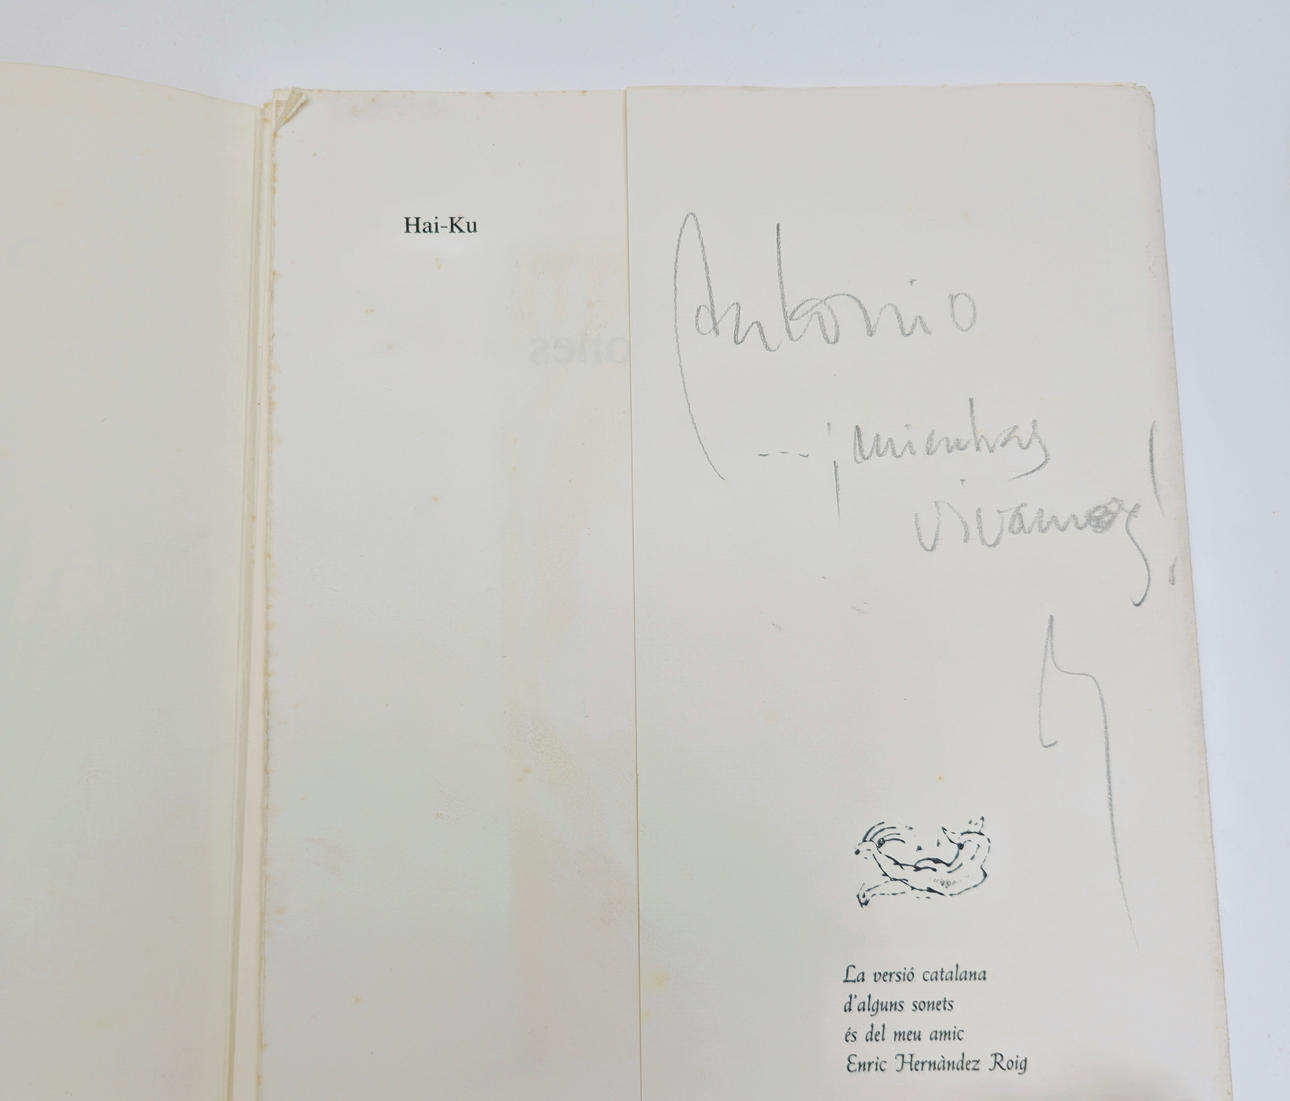 Hai-Ku
Antonio
... ¡mientras
vivamos!
La versió catalana
d'alguns sonets
és del meu amic
Enric Hernàndez Roig